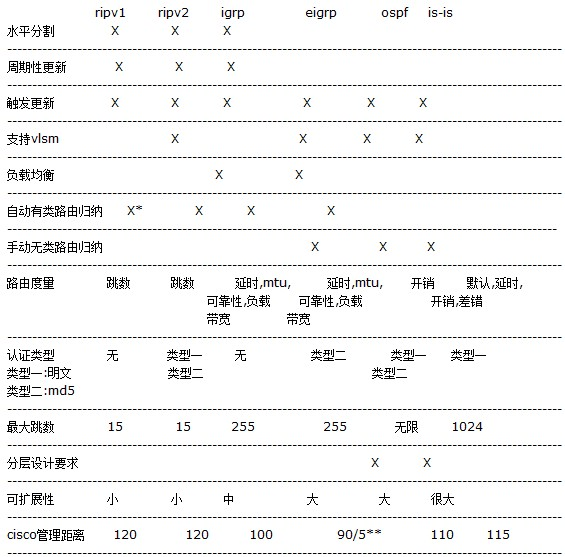 ripv1 ripv2 igrp eigrp ospf is-is
水平分割 X X X
周期性更新 X X X
触发更新 X X X X X X
支持vlsm X X X X
负载均衡 X X
自动有类路由归纳 X* X X X
手动无类路由归纳 X X X
路由度量 跳数 跳数 延时,mtu, 延时,mtu, 开销 默认,延时,
可靠性,负载 可靠性,负载 开销,差错
带宽 带宽
认证类型 无 类型一 无 类型二 类型一 类型一
类型一:明文 类型二 类型二
类型二:md5
最大跳数 15 15 255 255 无限 1024
分层设计要求 X X
可扩展性 小 小 中 大 大 很大
cisco管理距离 120 120 100 90/5** 110 115